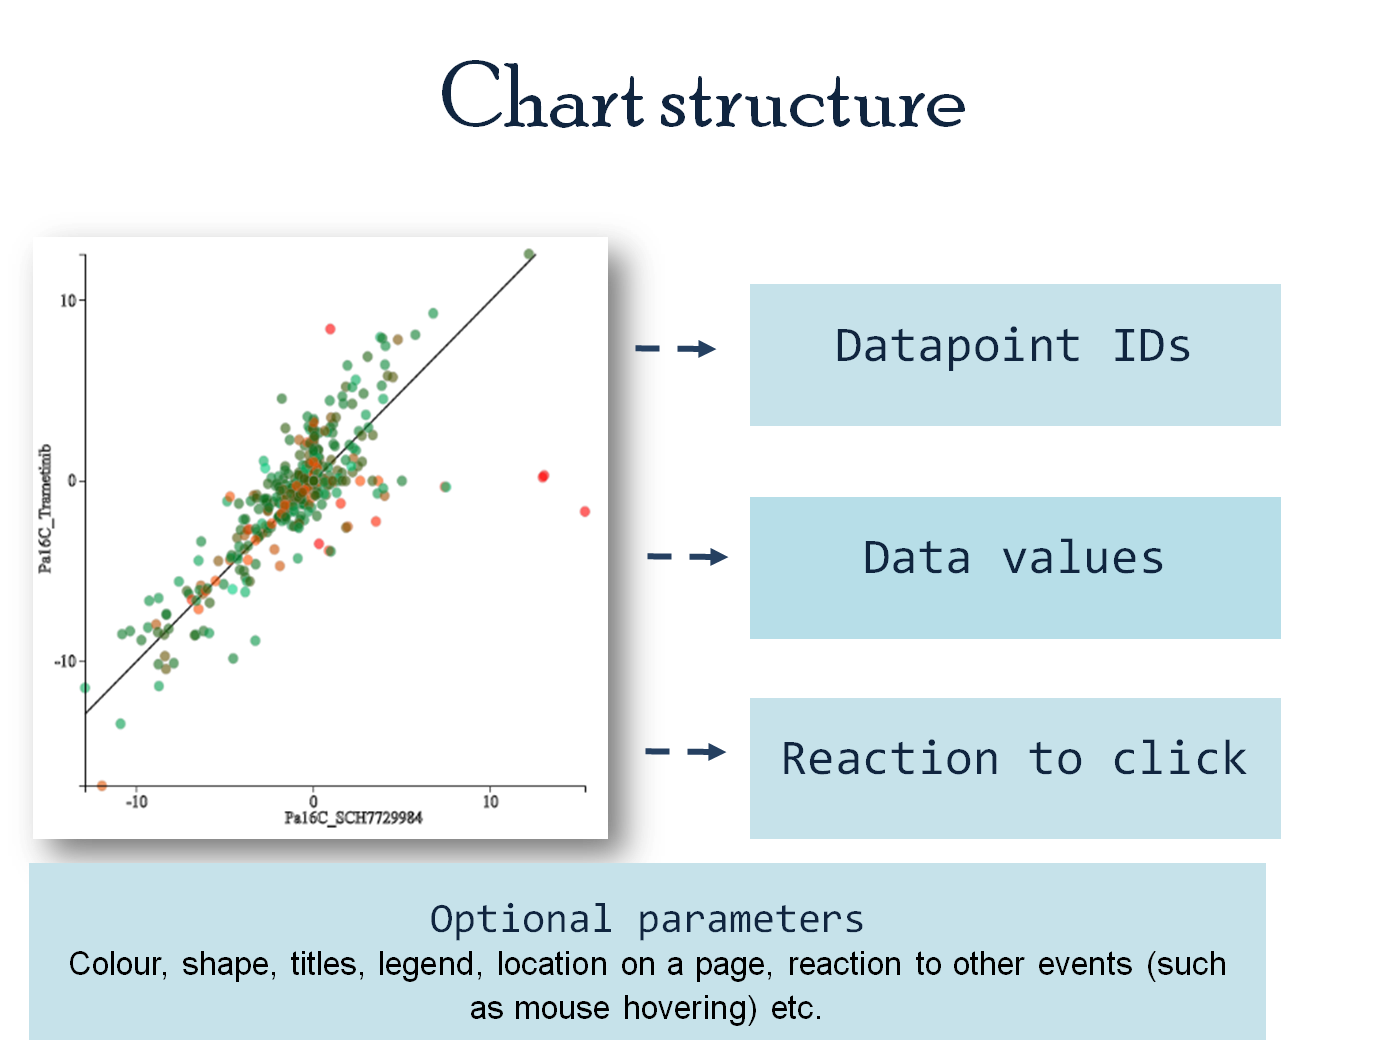 Chart structure
10
0
-10
Pa16C_Trametinib
-10
0
10
Pa16C_SCH7729984
Datapoint IDs
Data values
Reaction to click
Optional parameters
Colour, shape, titles, legend, location on a page, reaction to other events (such
as mouse hovering) etc.